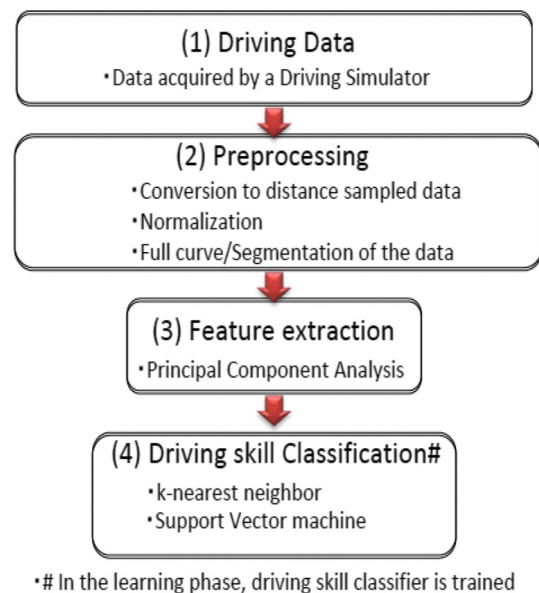 (1) Driving Data
・Data acquired by a Driving Simulator
(2) Preprocessing
・Conversion to distance sampled data
・Normalization
・Full curve/Segmentation of the data
(3) Feature extraction
・Principal Component Analysis
(4) Driving skill Classification#
・k-nearest neighbor
・Support Vector machine
・# In the learning phase, driving skill classifier is trained